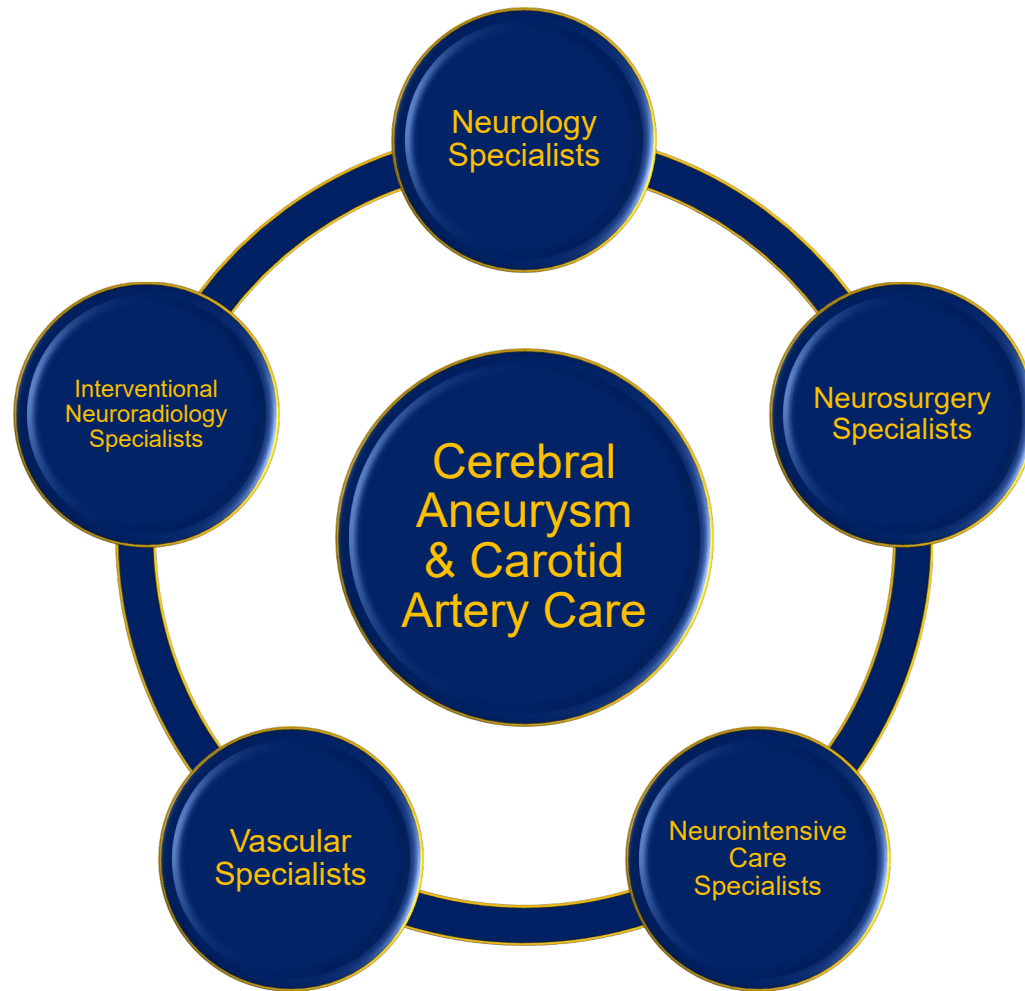 Neurology
Specialists
Interventional
Neuroradiology
Specialists
Neurosurgery
Specialists
Cerebral
Aneurysm
& Carotid
Artery Care
Vascular
Specialists
Neurointensive
Care
Specialists